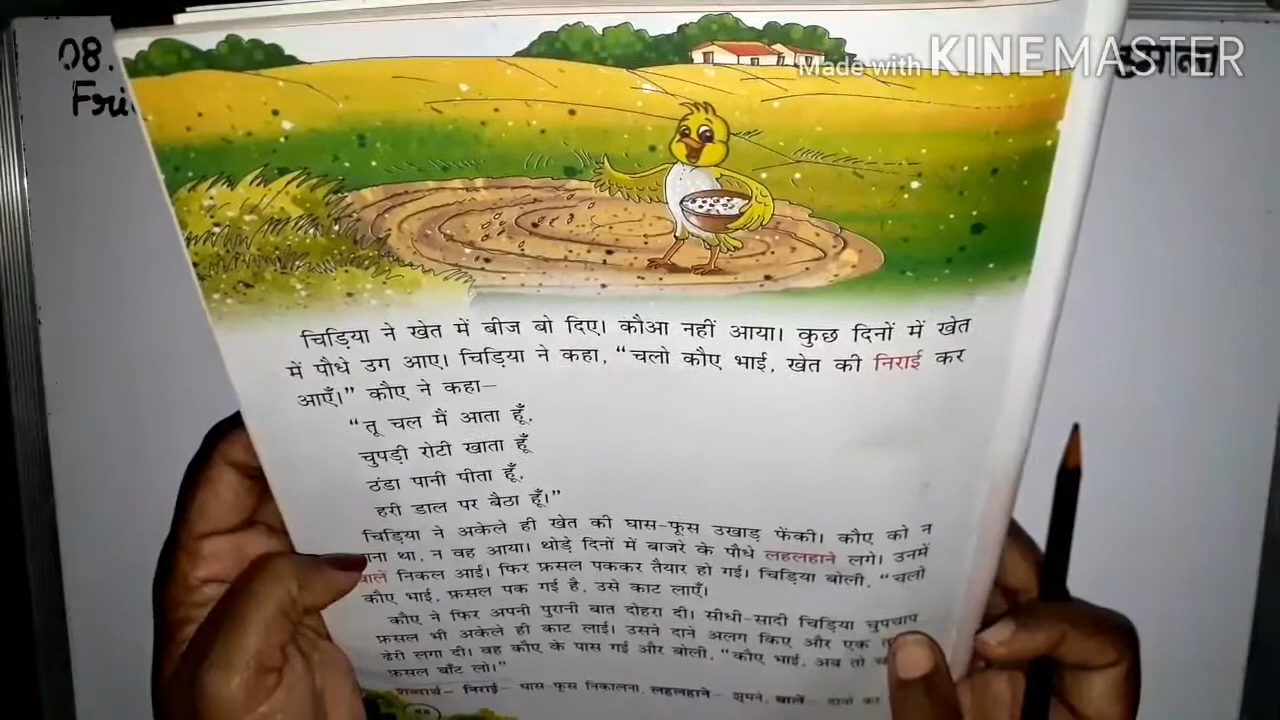 08.
Made with KINEMASTER
Fri
चिड़िया ने खेत में बीज बो दिए। कौआ नहीं आया। कुछ दिनों में खेत
में पौधे उग आए। चिड़िया ने कहा, “चलो कौए भाई, खेत की निराई कर
आएँ।” कौए ने कहा–
“तू चल मैं आता हूँ,
चुपड़ी रोटी खाता हूँ
ठंडा पानी पीता हूँ,
हरी डाल पर बैठा हूँ।”
चिड़िया ने अकेले ही खेत की घास-फूस उखाड़ फेंकी। कौए को न
था, न वह आया। थोड़े दिनों में बाजरे के पौधे लहलहाने लगे। उनमें
बालें निकल आईं। फिर फ़सल पककर तैयार हो गई। चिड़िया बोली, “चलो
कौए भाई, फ़सल पक गई है, उसे काट लाएँ।
कौए ने फिर अपनी पुरानी बात दोहरा दी। सीधी-सादी चिड़िया चुपचाप
फ़सल भी अकेले ही काट लाई। उसने दाने अलग किए और एक
ढेरी लगा दी। वह कौए के पास गई और बोली, “कौए भाई, अब तो
फ़सल बाँट लो।”
शब्दार्थ– निराई– घास-फूस निकालना, लहलहाने– झूमने, बालें– दानों का